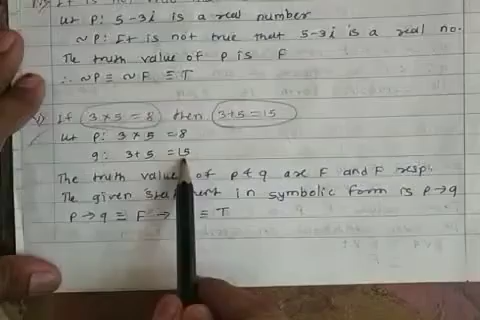 Let P: 5-3i is a real number
~P: It is not true that 5-3i is a real no.
The truth value of P is F
∴ ~P ≡ ~F ≡ T
v) If 3×5=8 then 3+5=15
Let P: 3×5=8
q: 3+5=15
The truth value of P & q are F and F resp.
The given statement in symbolic form is P→q
P→q ≡ F→ ≡ T